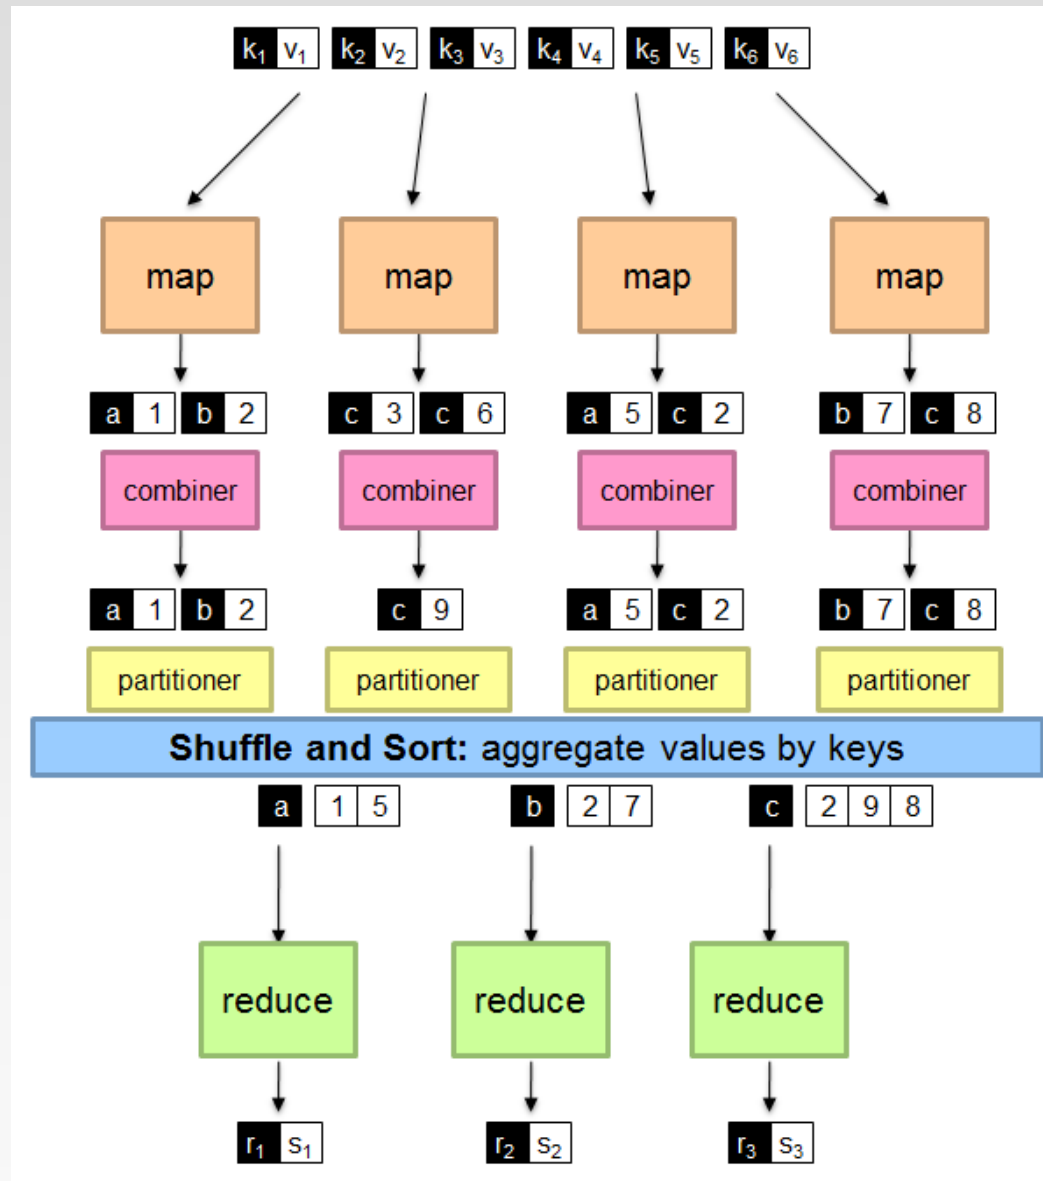 k₁ v₁ k₂ v₂ k₃ v₃ k₄ v₄ k₅ v₅ k₆ v₆
map map map map
a 1 b 2 c 3 c 6 a 5 c 2 b 7 c 8
combiner combiner combiner combiner
a 1 b 2 c 9 a 5 c 2 b 7 c 8
partitioner partitioner partitioner partitioner
Shuffle and Sort: aggregate values by keys
a 1 5 b 2 7 c 2 9 8
reduce reduce reduce
r₁ s₁ r₂ s₂ r₃ s₃